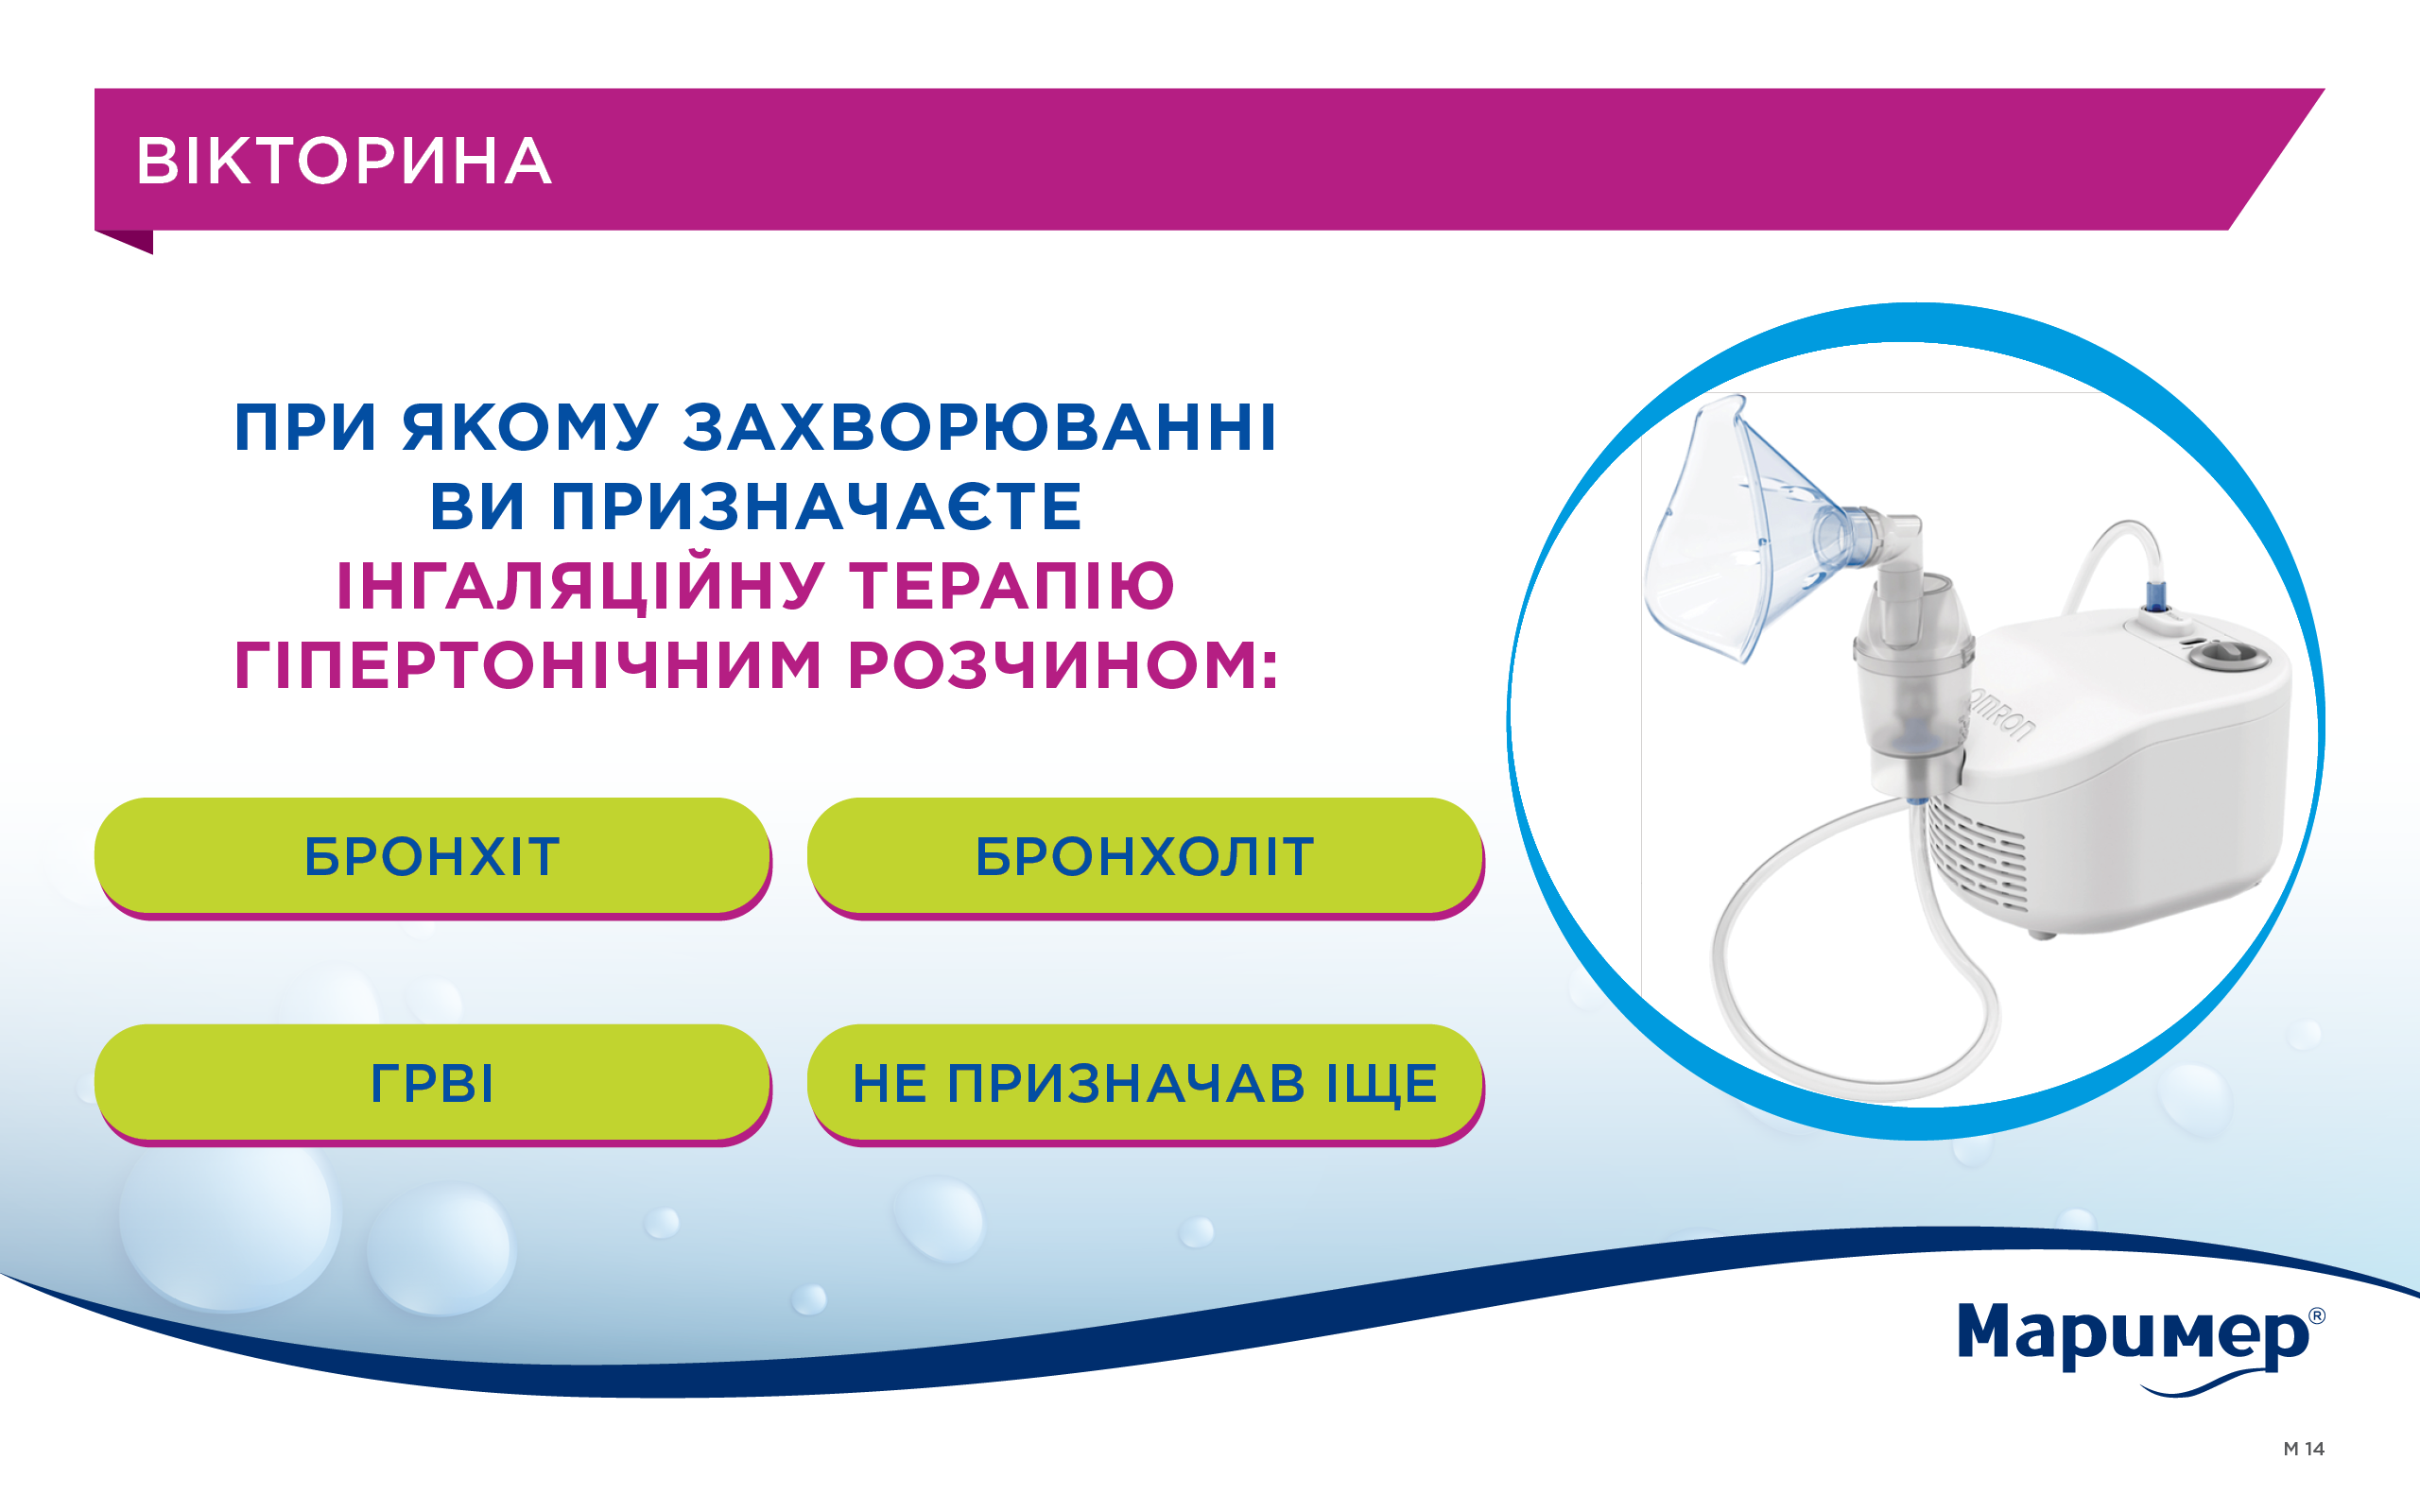 ВІКТОРИНА
ПРИ ЯКОМУ ЗАХВОРЮВАННІ
ВИ ПРИЗНАЧАЄТЕ
ІНГАЛЯЦІЙНУ ТЕРАПІЮ
ГІПЕРТОНІЧНИМ РОЗЧИНОМ:
БРОНХІТ
БРОНХОЛІТ
ГРВІ
НЕ ПРИЗНАЧАВ ІЩЕ
OMRON
Маример®
М 14